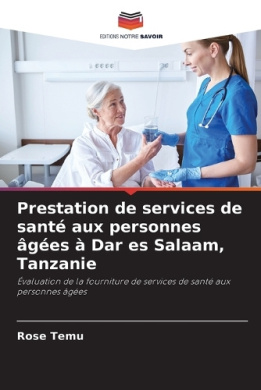 EDITIONS NOTRE SAVOIR
Prestation de services de
santé aux personnes
âgées à Dar es Salaam,
Tanzanie
Évaluation de la fourniture de services de santé aux
personnes âgées
Rose Temu